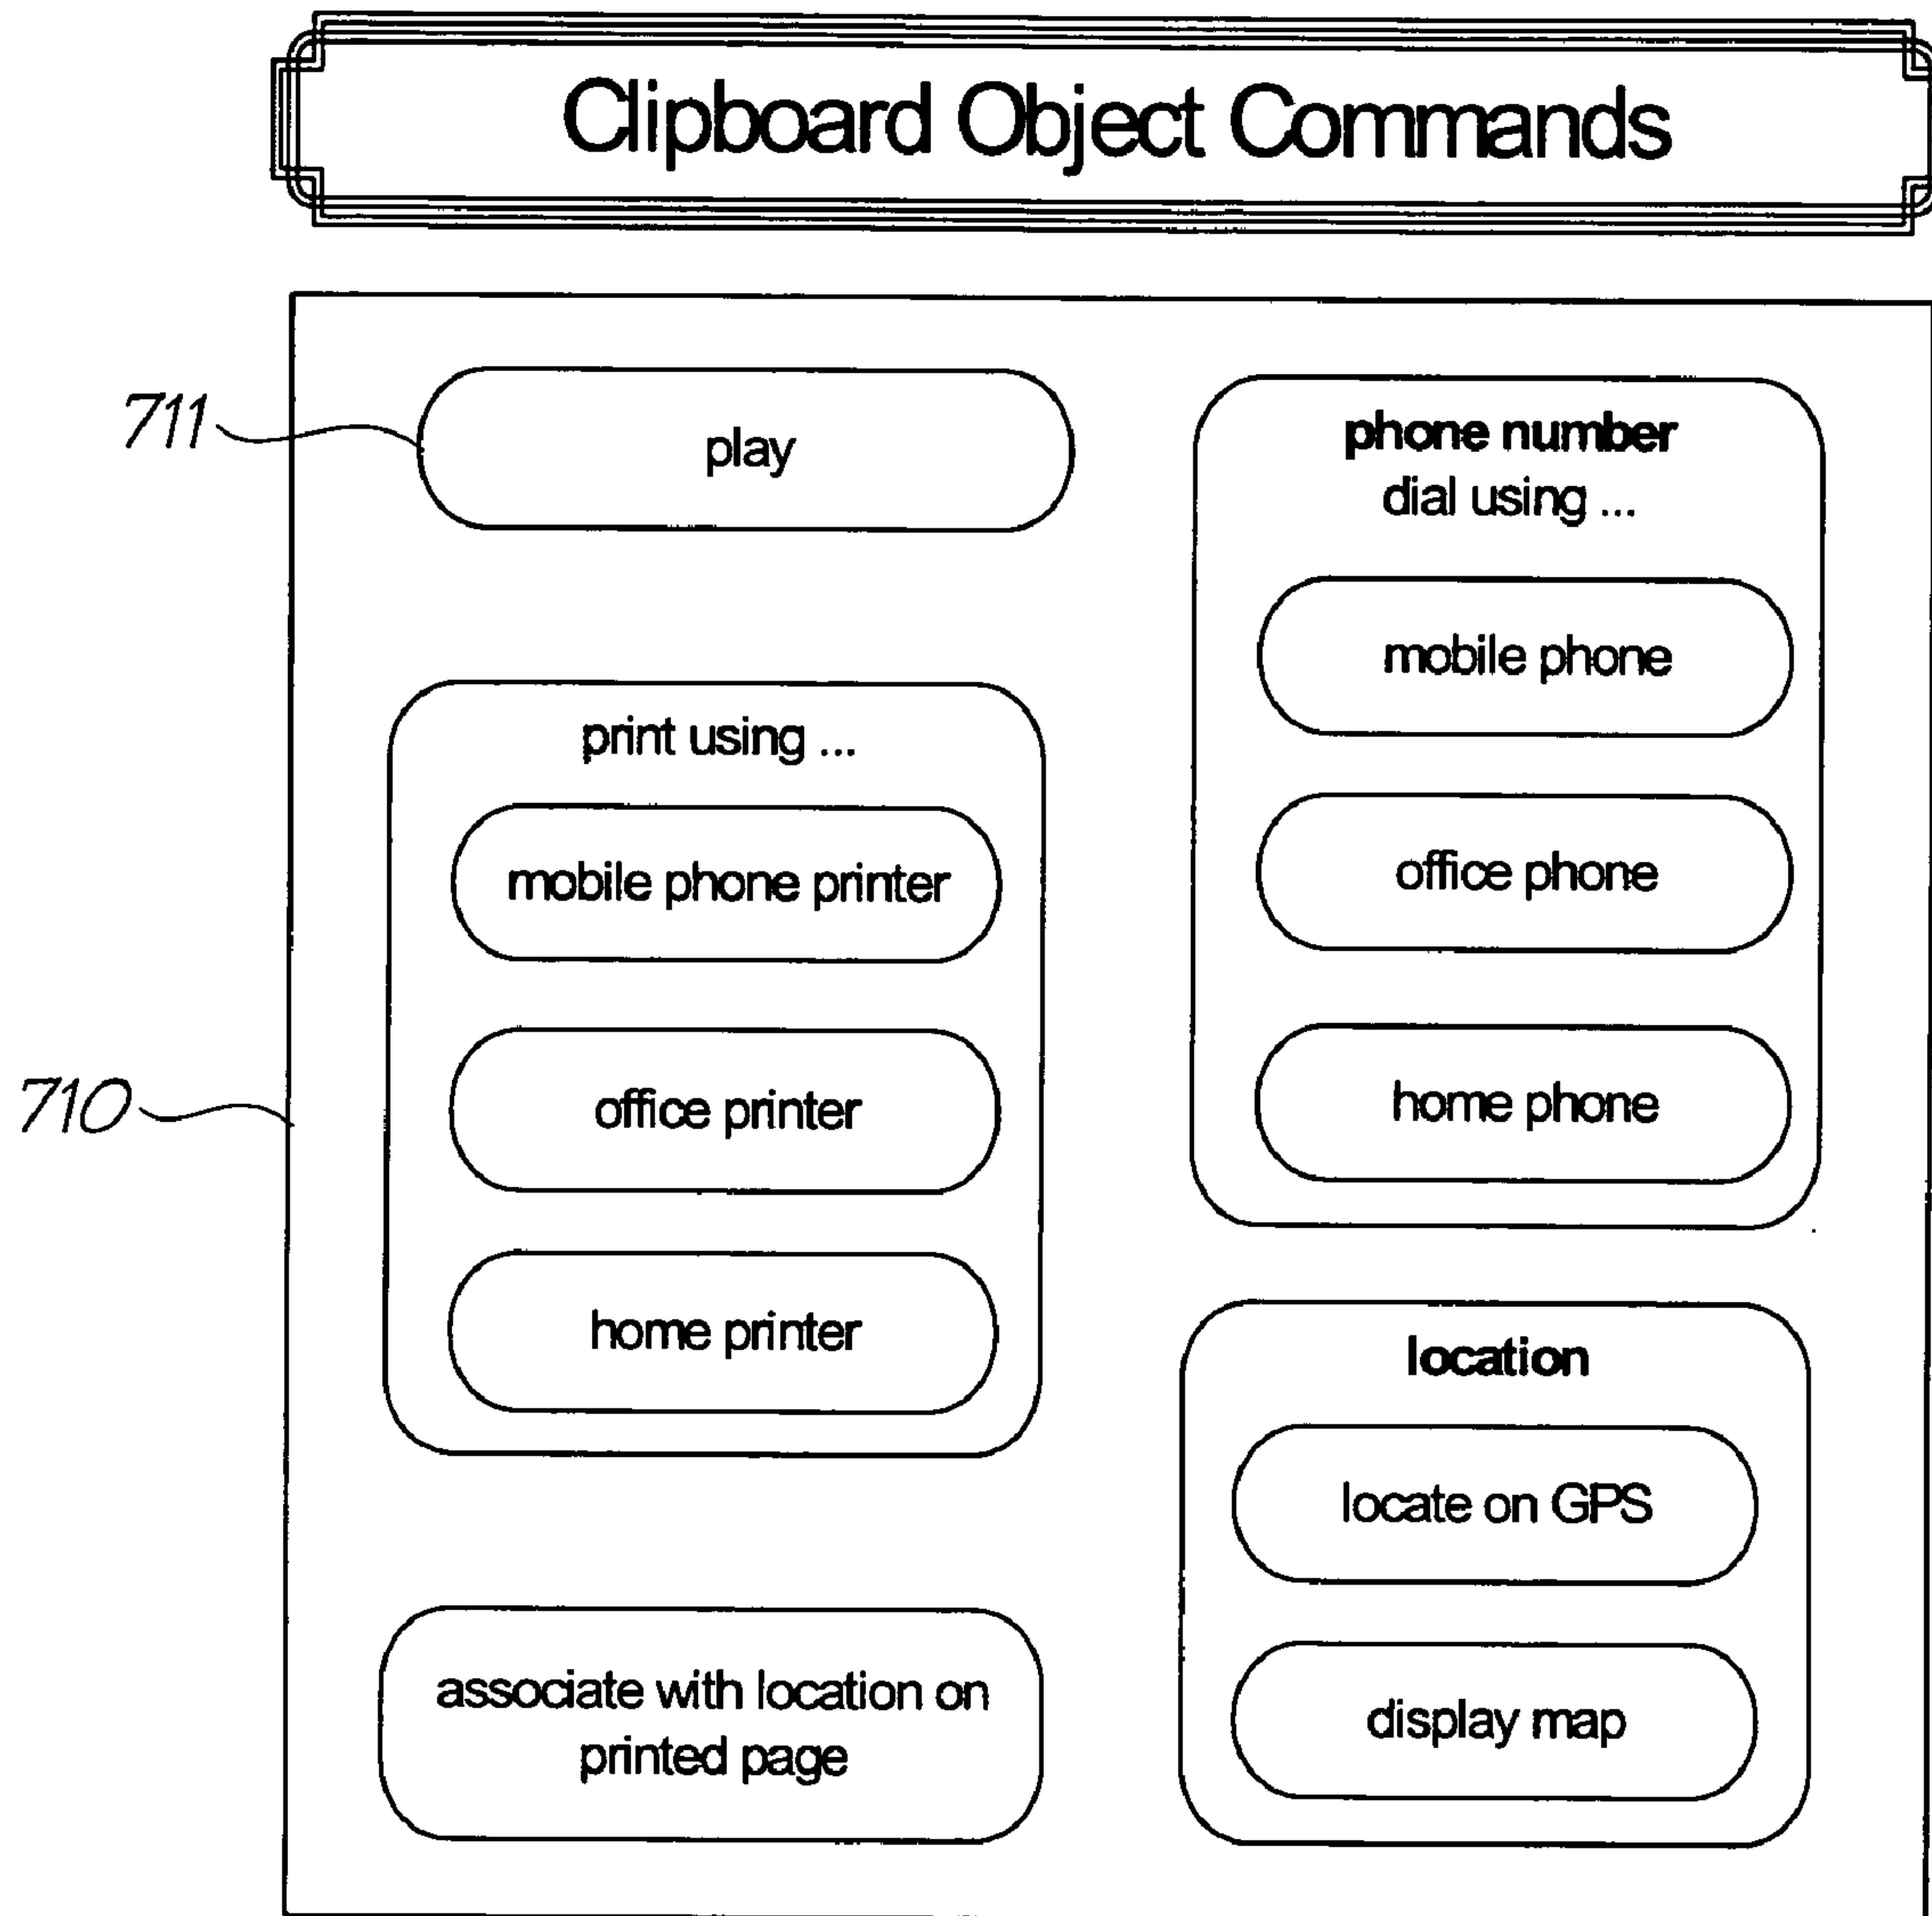 Clipboard Object Commands
711
play
print using ...
mobile phone printer
office printer
home printer
710
associate with location on
printed page
phone number
dial using ...
mobile phone
office phone
home phone
location
locate on GPS
display map